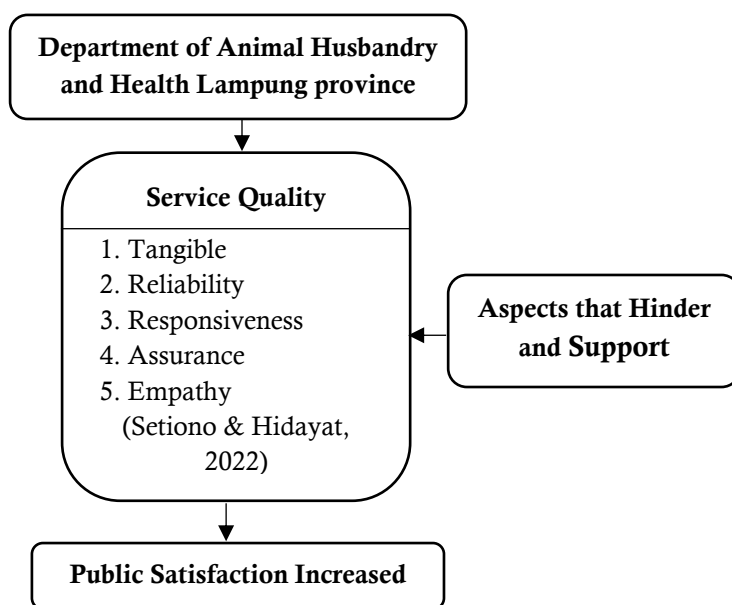 Department of Animal Husbandry
and Health Lampung province
Service Quality
1. Tangible
2. Reliability
3. Responsiveness
4. Assurance
5. Empathy
(Setiono & Hidayat,
2022)
Aspects that Hinder
and Support
Public Satisfaction Increased